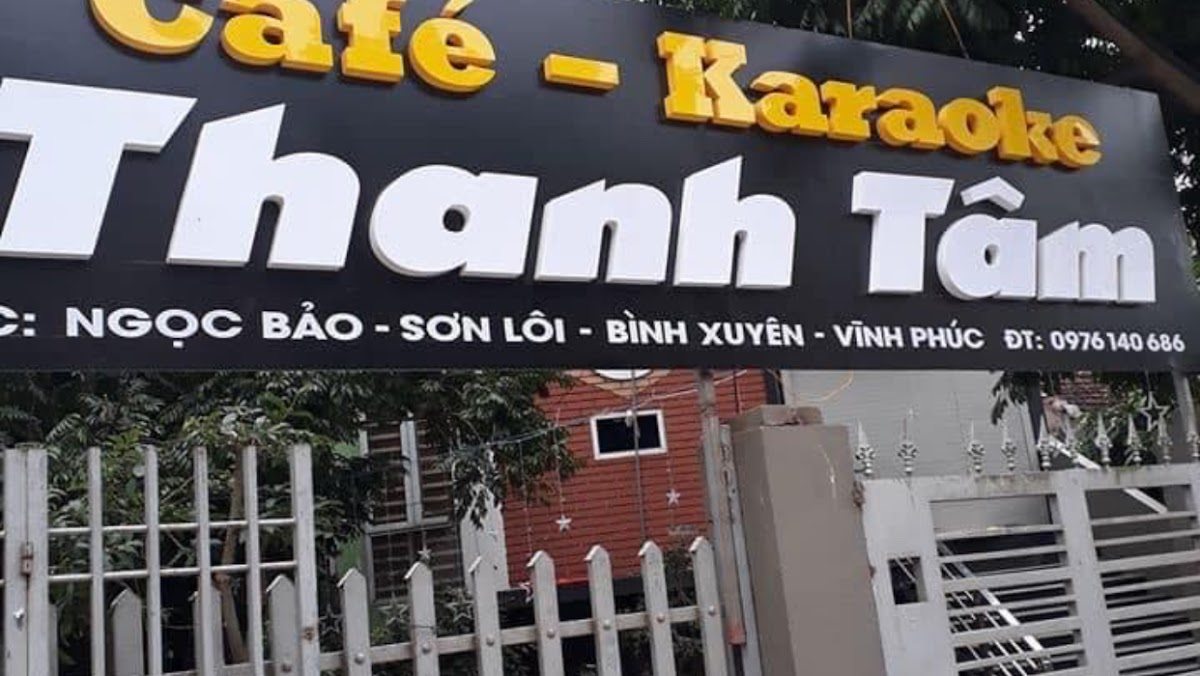 Café - Karaoke
Thanh Tâm
C: NGỌC BẢO - SƠN LÔI - BÌNH XUYÊN - VĨNH PHÚC ĐT: 0976 140 686